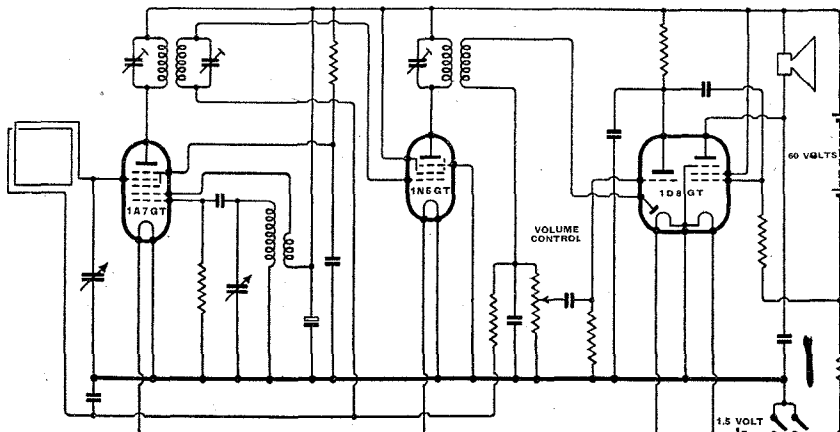 1A7GT
1N5GT
1D8GT
60 VOLTS
VOLUME
CONTROL
1.5 VOLT